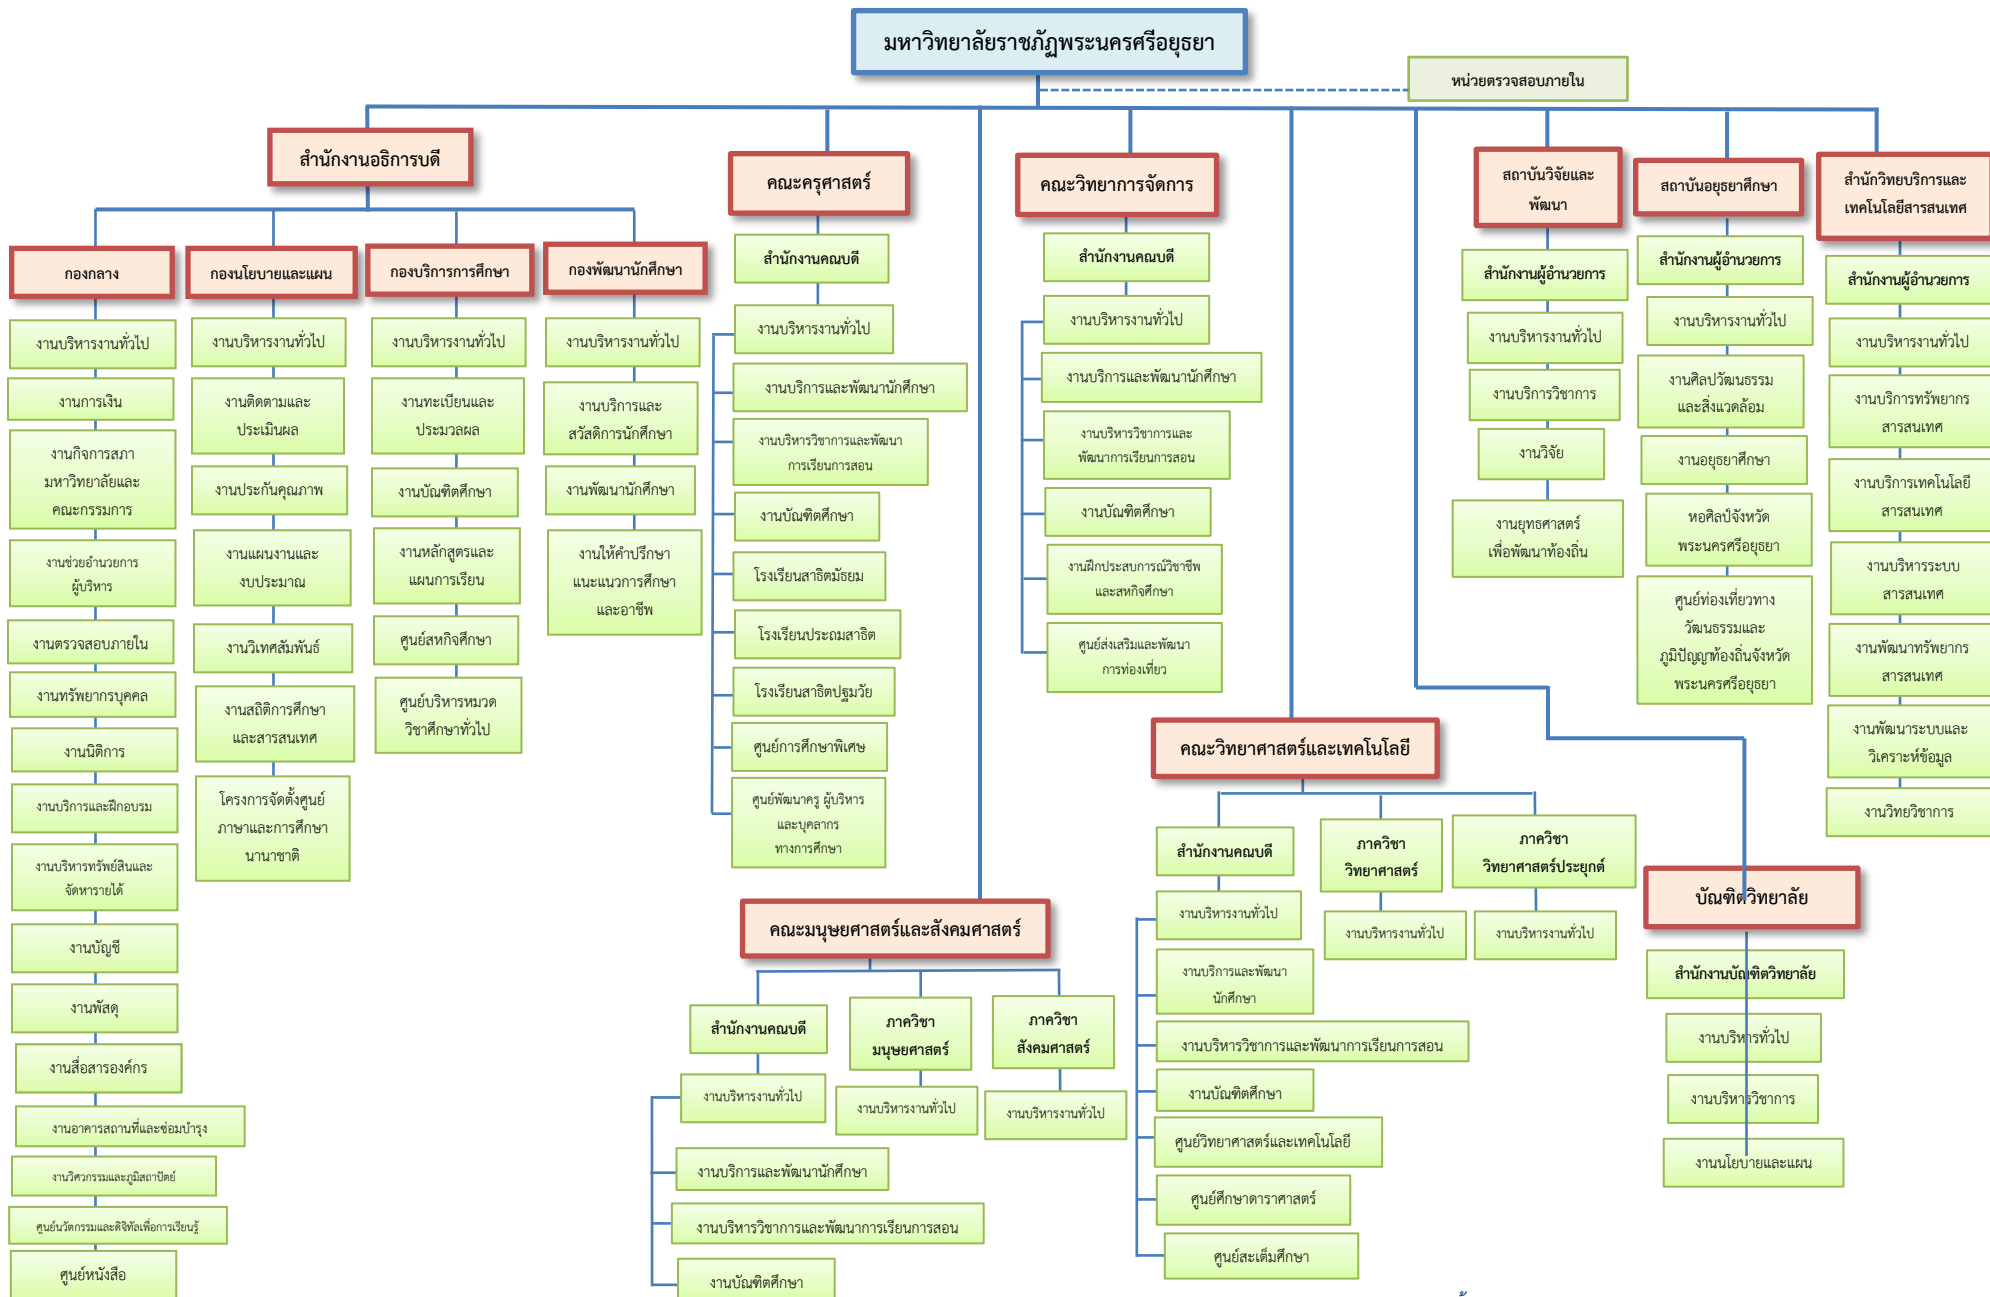 มหาวิทยาลัยราชภัฏพระนครศรีอยุธยา
หน่วยตรวจสอบภายใน
สำนักงานอธิการบดี
กองกลาง
งานบริหารงานทั่วไป
งานการเงิน
งานกิจการสภา
มหาวิทยาลัยและ
คณะกรรมการ
งานช่วยอำนวยการ
ผู้บริหาร
งานตรวจสอบภายใน
งานทรัพยากรบุคคล
งานนิติการ
งานบริการและฝึกอบรม
งานบริหารทรัพย์สินและ
จัดหารายได้
งานบัญชี
งานพัสดุ
งานสื่อสารองค์กร
งานอาคารสถานที่และซ่อมบำรุง
งานวิศวกรรมและภูมิสถาปัตย์
ศูนย์นวัตกรรมและดิจิทัลเพื่อการเรียนรู้
ศูนย์หนังสือ
กองนโยบายและแผน
งานบริหารงานทั่วไป
งานติดตามและ
ประเมินผล
งานประกันคุณภาพ
งานแผนงานและ
งบประมาณ
งานวิเทศสัมพันธ์
งานสถิติการศึกษา
และสารสนเทศ
โครงการจัดตั้งศูนย์
ภาษาและการศึกษา
นานาชาติ
กองบริการการศึกษา
งานบริหารงานทั่วไป
งานทะเบียนและ
ประมวลผล
งานบัณฑิตศึกษา
งานหลักสูตรและ
แผนการเรียน
ศูนย์สหกิจศึกษา
ศูนย์บริหารหมวด
วิชาศึกษาทั่วไป
กองพัฒนานักศึกษา
งานบริหารงานทั่วไป
งานบริการและ
สวัสดิการนักศึกษา
งานพัฒนานักศึกษา
งานให้คำปรึกษา
แนะแนวการศึกษา
และอาชีพ
คณะครุศาสตร์
สำนักงานคณบดี
งานบริหารงานทั่วไป
งานบริการและพัฒนานักศึกษา
งานบริหารวิชาการและพัฒนา
การเรียนการสอน
งานบัณฑิตศึกษา
โรงเรียนสาธิตมัธยม
โรงเรียนประถมสาธิต
โรงเรียนสาธิตปฐมวัย
ศูนย์การศึกษาพิเศษ
ศูนย์พัฒนาครู ผู้บริหาร
และบุคลากร
ทางการศึกษา
คณะมนุษยศาสตร์และสังคมศาสตร์
สำนักงานคณบดี
งานบริหารงานทั่วไป
งานบริการและพัฒนานักศึกษา
งานบริหารวิชาการและพัฒนาการเรียนการสอน
งานบัณฑิตศึกษา
ภาควิชา
มนุษยศาสตร์
งานบริหารงานทั่วไป
ภาควิชา
สังคมศาสตร์
งานบริหารงานทั่วไป
คณะวิทยาการจัดการ
สำนักงานคณบดี
งานบริหารงานทั่วไป
งานบริการและพัฒนานักศึกษา
งานบริหารวิชาการและ
พัฒนาการเรียนการสอน
งานบัณฑิตศึกษา
งานฝึกประสบการณ์วิชาชีพ
และสหกิจศึกษา
ศูนย์ส่งเสริมและพัฒนา
การท่องเที่ยว
คณะวิทยาศาสตร์และเทคโนโลยี
สำนักงานคณบดี
งานบริหารงานทั่วไป
งานบริการและพัฒนา
นักศึกษา
งานบริหารวิชาการและพัฒนาการเรียนการสอน
งานบัณฑิตศึกษา
ศูนย์วิทยาศาสตร์และเทคโนโลยี
ศูนย์ศึกษาดาราศาสตร์
ศูนย์สะเต็มศึกษา
ภาควิชา
วิทยาศาสตร์
งานบริหารงานทั่วไป
ภาควิชา
วิทยาศาสตร์ประยุกต์
งานบริหารงานทั่วไป
สถาบันวิจัยและ
พัฒนา
สำนักงานผู้อำนวยการ
งานบริหารงานทั่วไป
งานบริการวิชาการ
งานวิจัย
งานยุทธศาสตร์
เพื่อพัฒนาท้องถิ่น
สถาบันอยุธยาศึกษา
สำนักงานผู้อำนวยการ
งานบริหารงานทั่วไป
งานศิลปวัฒนธรรม
และสิ่งแวดล้อม
งานอยุธยาศึกษา
หอศิลป์จังหวัด
พระนครศรีอยุธยา
ศูนย์ท่องเที่ยวทาง
วัฒนธรรมและ
ภูมิปัญญาท้องถิ่นจังหวัด
พระนครศรีอยุธยา
สำนักวิทยบริการและ
เทคโนโลยีสารสนเทศ
สำนักงานผู้อำนวยการ
งานบริหารงานทั่วไป
งานบริการทรัพยากร
สารสนเทศ
งานบริการเทคโนโลยี
สารสนเทศ
งานบริหารระบบ
สารสนเทศ
งานพัฒนาทรัพยากร
สารสนเทศ
งานพัฒนาระบบและ
วิเคราะห์ข้อมูล
งานวิทยวิชาการ
บัณฑิตวิทยาลัย
สำนักงานบัณฑิตวิทยาลัย
งานบริหารทั่วไป
งานบริหารวิชาการ
งานนโยบายและแผน